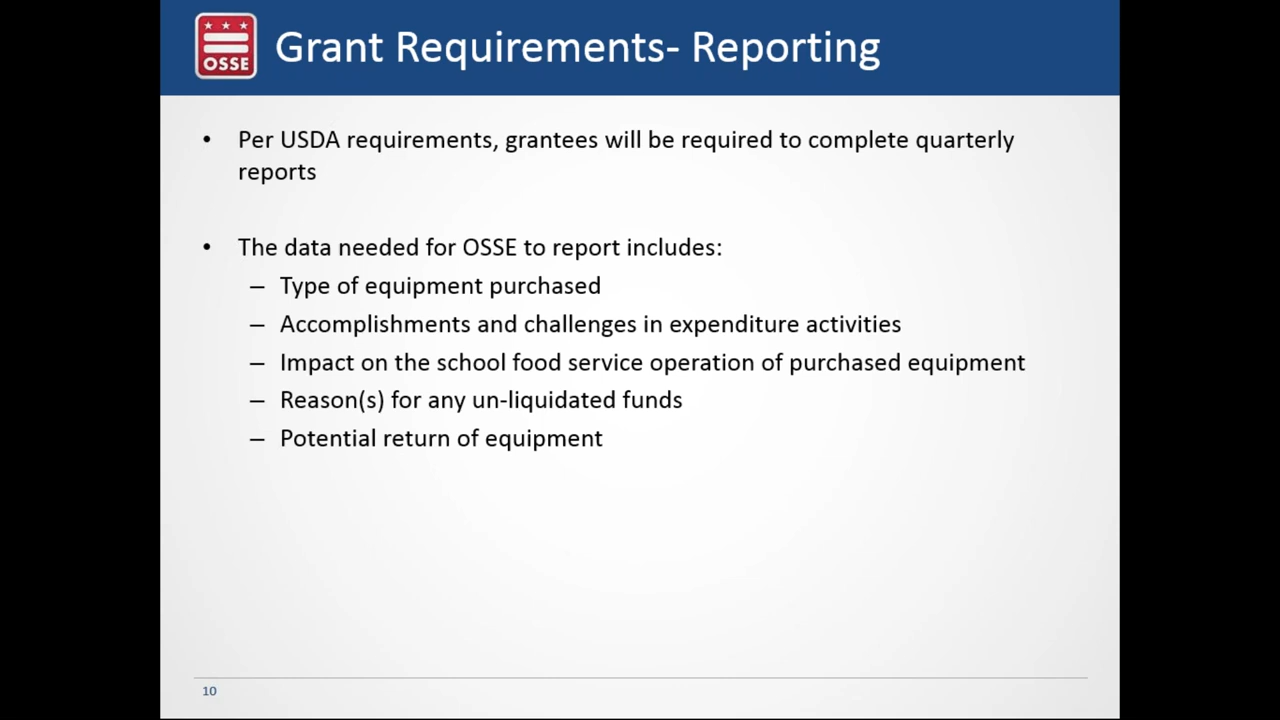 OSSE
Grant Requirements- Reporting
• Per USDA requirements, grantees will be required to complete quarterly
reports
• The data needed for OSSE to report includes:
– Type of equipment purchased
– Accomplishments and challenges in expenditure activities
– Impact on the school food service operation of purchased equipment
– Reason(s) for any un-liquidated funds
– Potential return of equipment
10